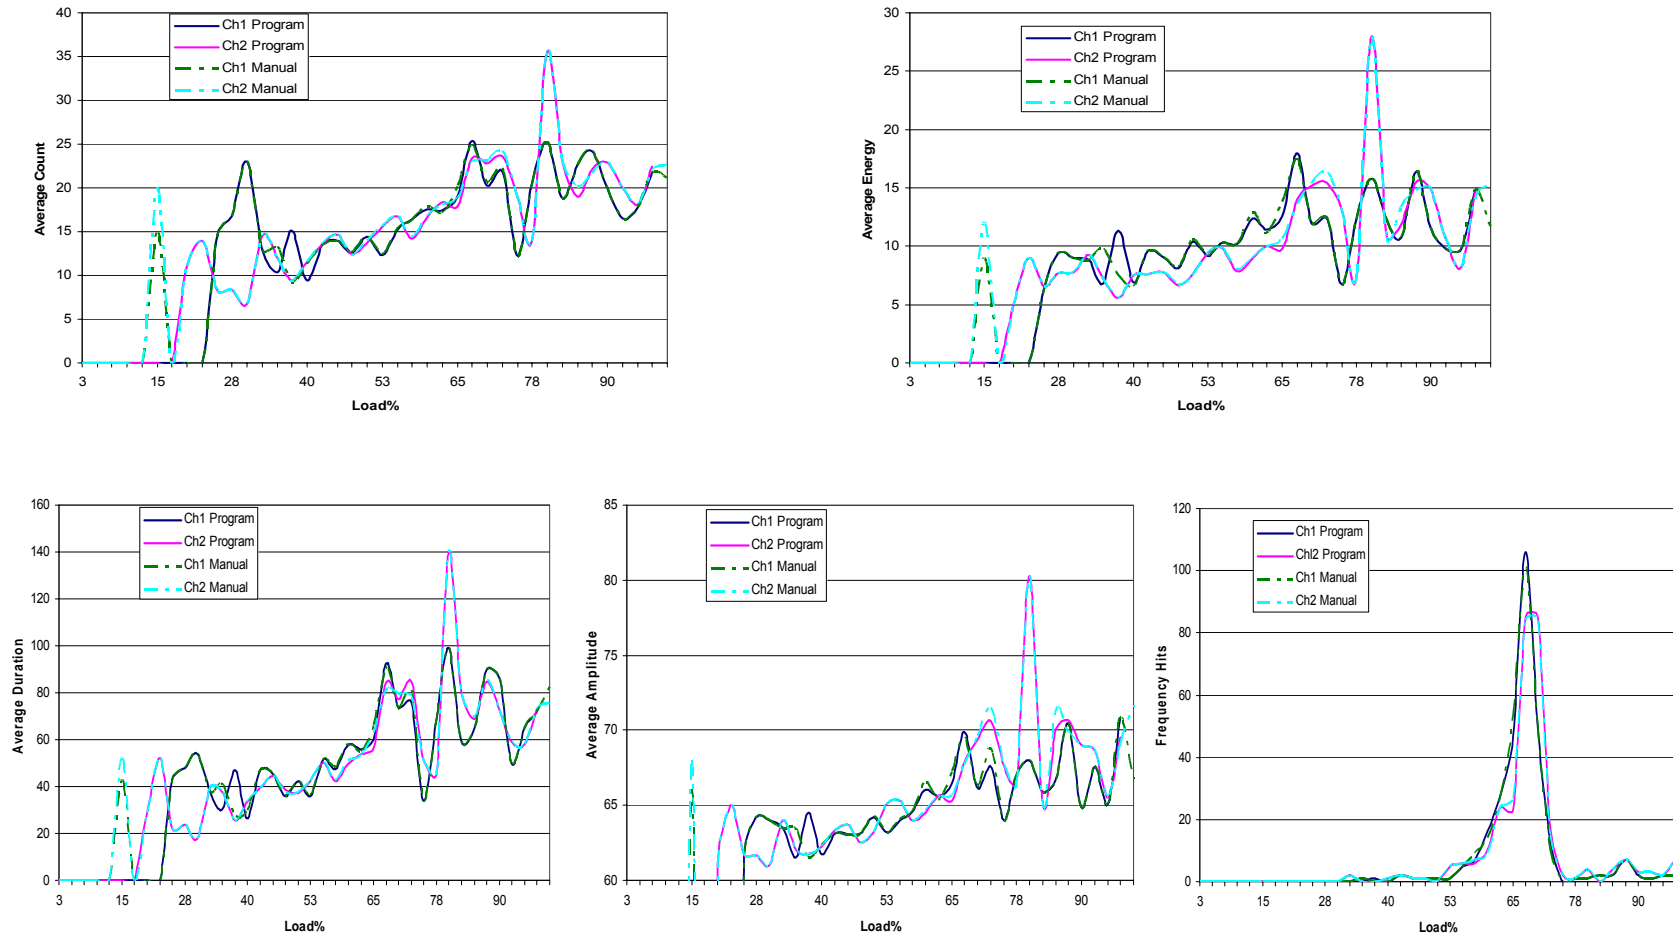 Ch1 Program
Ch2 Program
Ch1 Manual
Ch2 Manual
40
35
30
25
20
15
10
5
0
Average Count
3 15 28 40 53 65 78 90
Load%
Ch1 Program
Ch2 Program
Ch1 Manual
Ch2 Manual
30
25
20
15
10
5
0
Average Energy
3 15 28 40 53 65 78 90
Load%
Ch1 Program
Ch2 Program
Ch1 Manual
Ch2 Manual
160
140
120
100
80
60
40
20
0
Average Duration
3 15 28 40 53 65 78 90
Load%
Ch1 Program
Ch2 Program
Ch1 Manual
Ch2 Manual
85
80
75
70
65
60
Average Amplitude
3 15 28 40 53 65 78 90
Load%
Ch1 Program
Chl2 Program
Ch1 Manual
Ch2 Manual
120
100
80
60
40
20
0
Frequency Hits
3 15 28 40 53 65 78 90
Load%